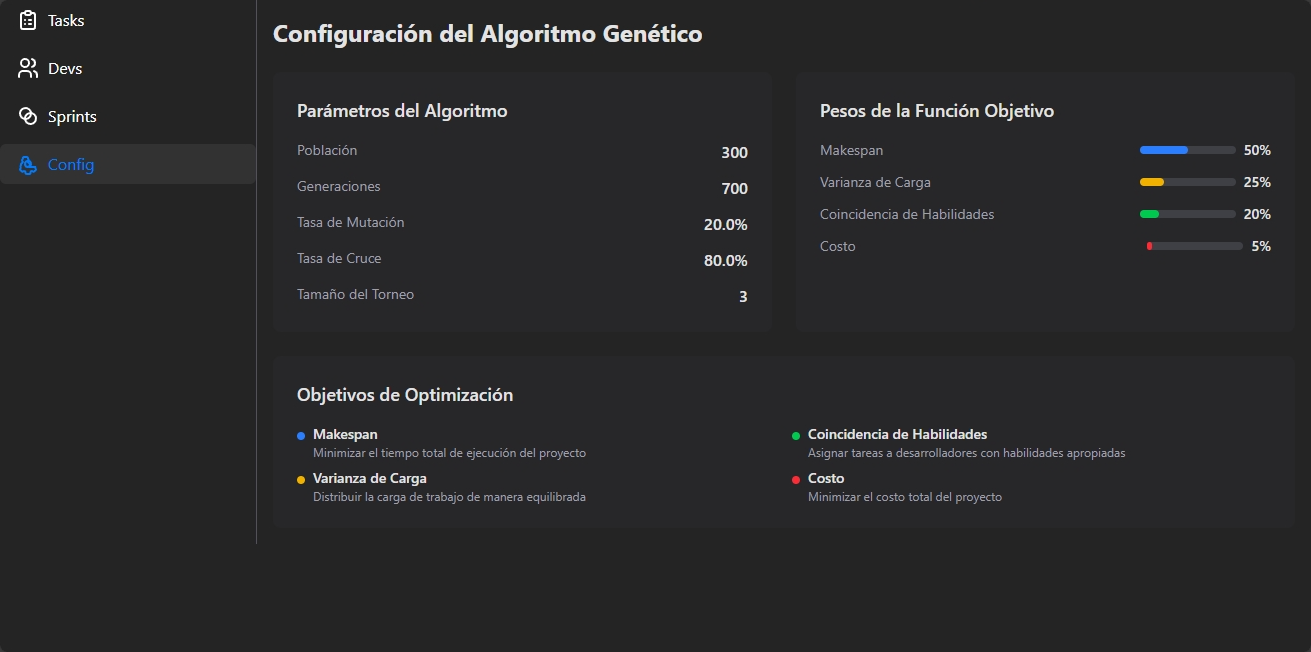 Tasks
Devs
Sprints
Config
Configuración del Algoritmo Genético
Parámetros del Algoritmo
Población 300
Generaciones 700
Tasa de Mutación 20.0%
Tasa de Cruce 80.0%
Tamaño del Torneo 3
Pesos de la Función Objetivo
Makespan 50%
Varianza de Carga 25%
Coincidencia de Habilidades 20%
Costo 5%
Objetivos de Optimización
Makespan
Minimizar el tiempo total de ejecución del proyecto
Coincidencia de Habilidades
Asignar tareas a desarrolladores con habilidades apropiadas
Varianza de Carga
Distribuir la carga de trabajo de manera equilibrada
Costo
Minimizar el costo total del proyecto